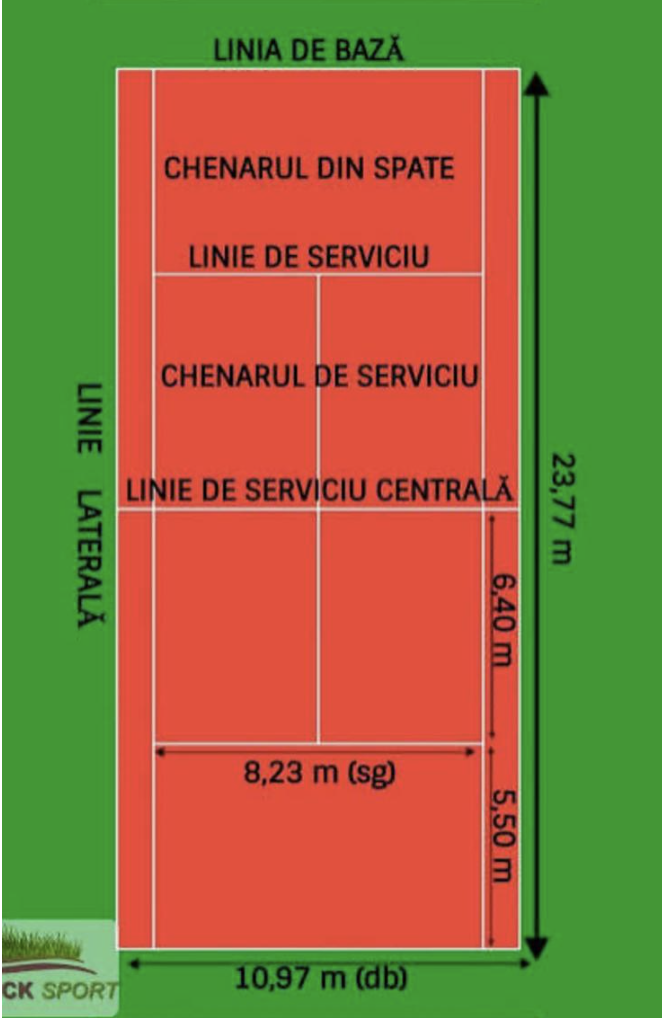 LINIA DE BAZĂ
CHENARUL DIN SPATE
LINIE DE SERVICIU
CHENARUL DE SERVICIU
LINIE LATERALĂ
LINIE DE SERVICIU CENTRALĂ
23,77 m
6,40 m
8,23 m (sg)
5,50 m
10,97 m (db)
CK SPORT